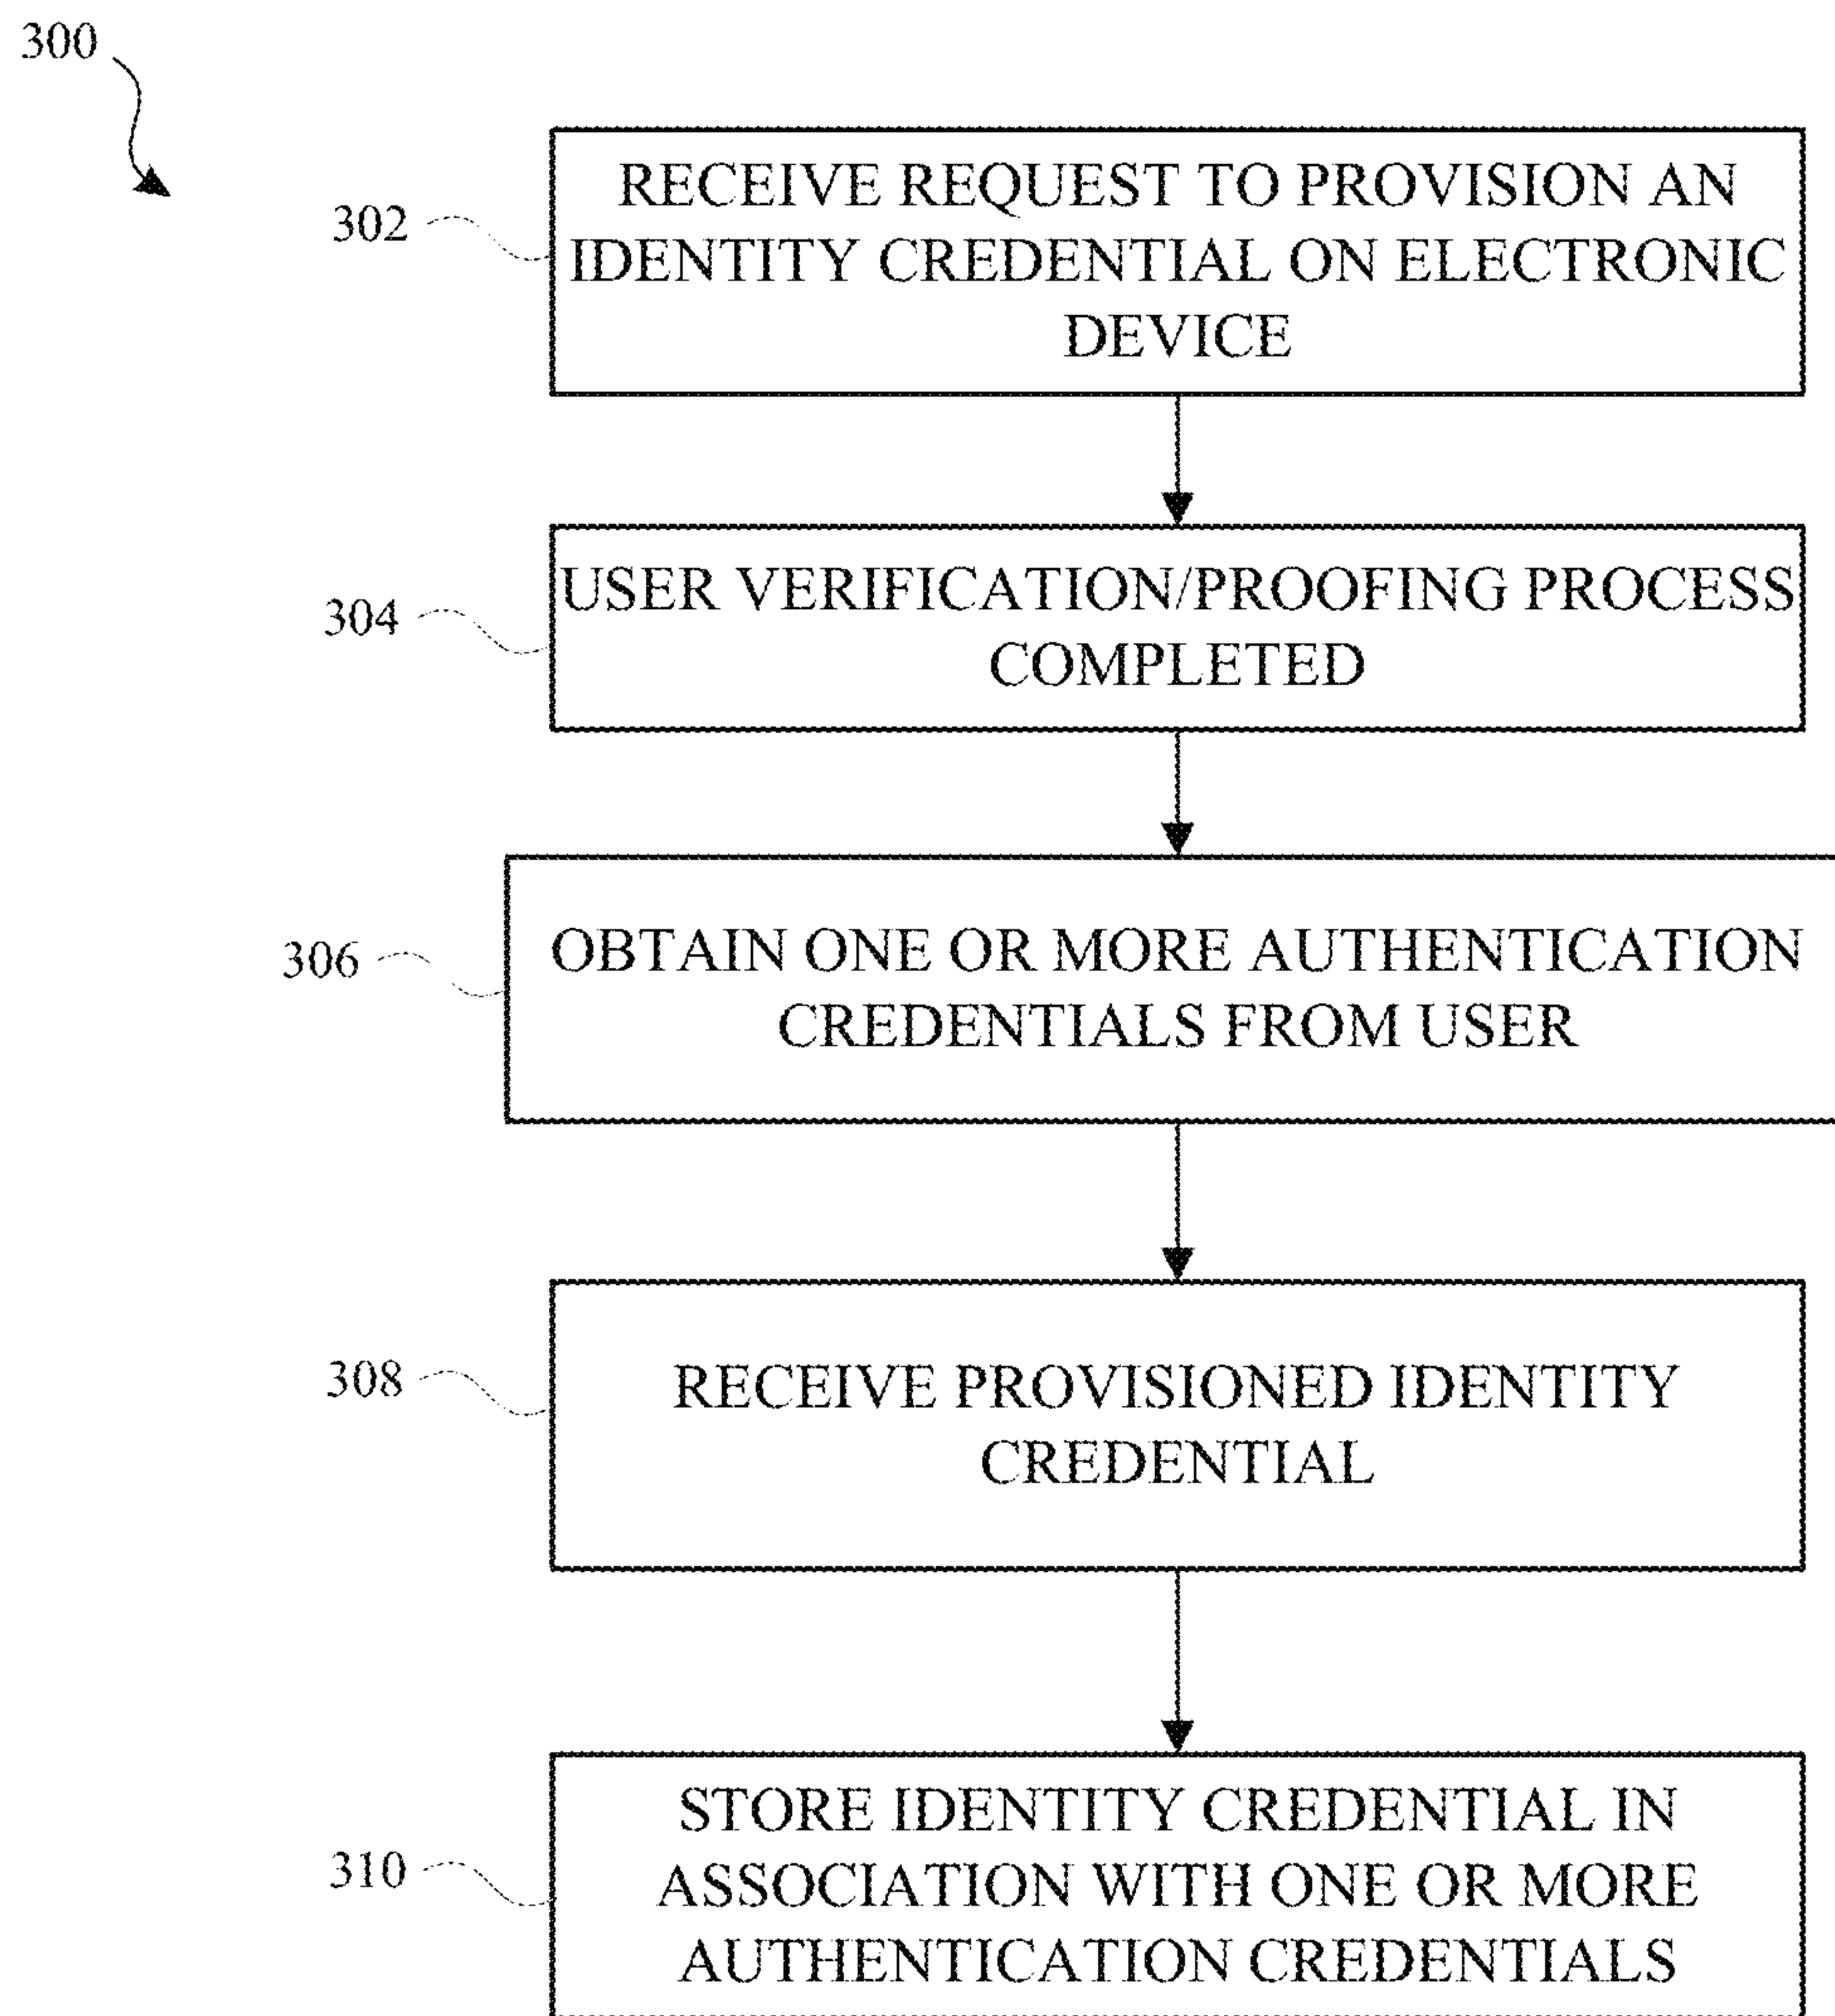 300
302
RECEIVE REQUEST TO PROVISION AN
IDENTITY CREDENTIAL ON ELECTRONIC
DEVICE
304
USER VERIFICATION/PROOFING PROCESS
COMPLETED
306
OBTAIN ONE OR MORE AUTHENTICATION
CREDENTIALS FROM USER
308
RECEIVE PROVISIONED IDENTITY
CREDENTIAL
310
STORE IDENTITY CREDENTIAL IN
ASSOCIATION WITH ONE OR MORE
AUTHENTICATION CREDENTIALS